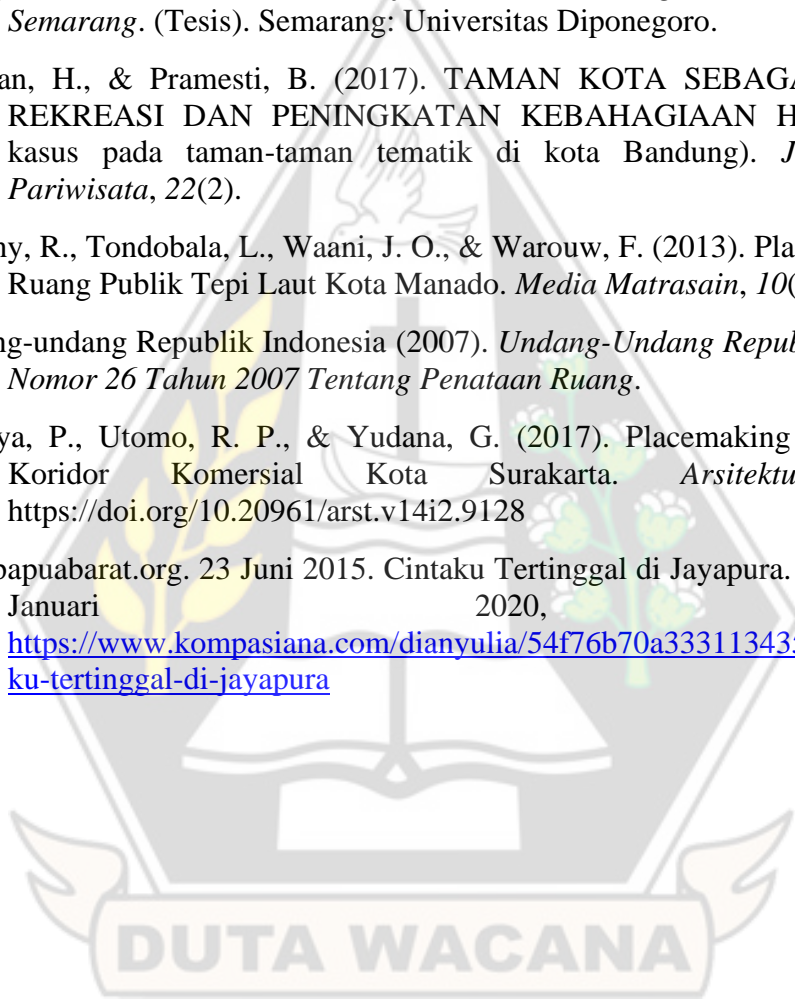 Semarang. (Tesis). Semarang: Universitas Diponegoro.
an, H., & Pramesti, B. (2017). TAMAN KOTA SEBAGA
REKREASI DAN PENINGKATAN KEBAHAGIAAN H
kasus pada taman-taman tematik di kota Bandung). J
Pariwisata, 22(2).
ny, R., Tondobala, L., Waani, J. O., & Warouw, F. (2013). Pla
Ruang Publik Tepi Laut Kota Manado. Media Matrasain, 10(
ng-undang Republik Indonesia (2007). Undang-Undang Repub
Nomor 26 Tahun 2007 Tentang Penataan Ruang.
ya, P., Utomo, R. P., & Yudana, G. (2017). Placemaking
Koridor Komersial Kota Surakarta. Arsitektu
https://doi.org/10.20961/arst.v14i2.9128
papuabarat.org. 23 Juni 2015. Cintaku Tertinggal di Jayapura.
Januari 2020,
https://www.kompasiana.com/dianyulia/54f76b70a33311343
ku-tertinggal-di-jayapura
DUTA WACANA